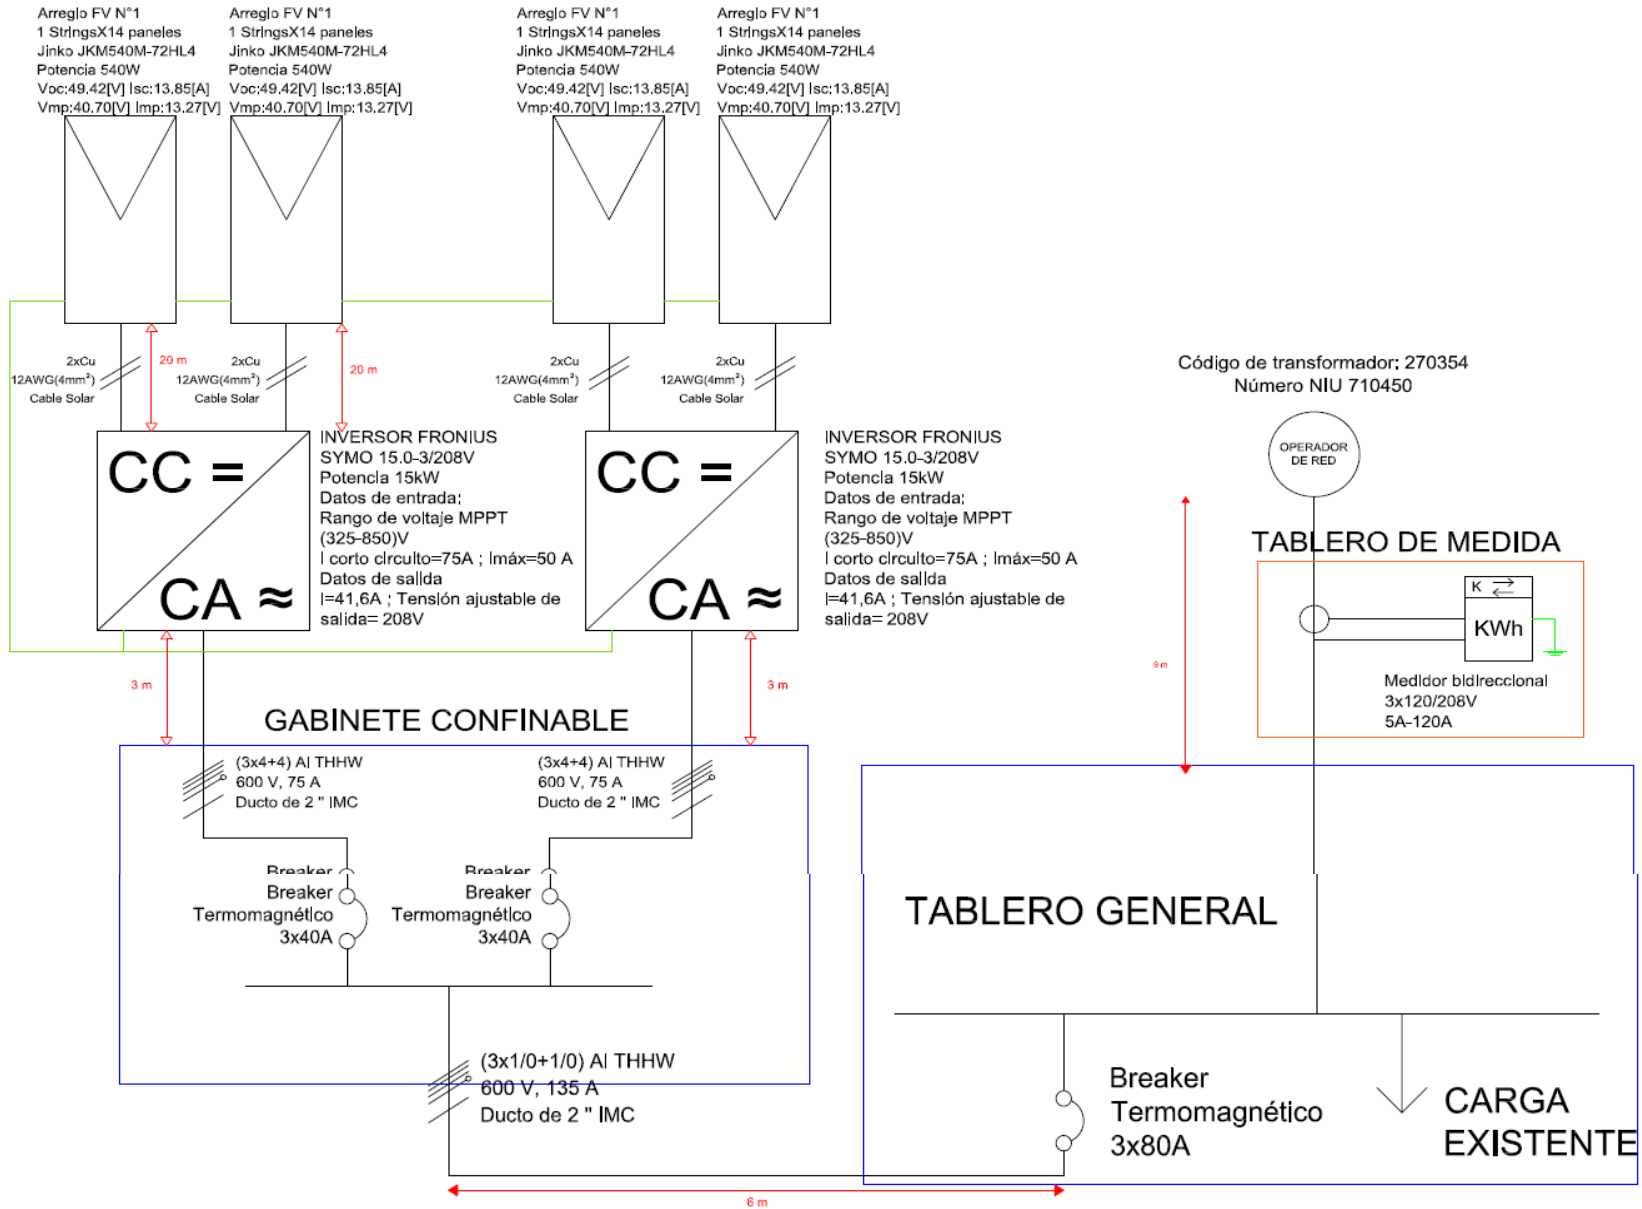 Arreglo FV N°1
1 StrIngsX14 paneles
Jinko JKM540M-72HL4
Potencia 540W
Voc:49.42[V] Isc:13.85[A]
Vmp:40.70[V] Imp:13.27[V]
Arreglo FV N°1
1 StrIngsX14 paneles
Jinko JKM540M-72HL4
Potencia 540W
Voc:49.42[V] Isc:13.85[A]
Vmp:40.70[V] Imp:13.27[V]
Arreglo FV N°1
1 StrIngsX14 paneles
Jinko JKM540M-72HL4
Potencia 540W
Voc:49.42[V] Isc:13.85[A]
Vmp:40.70[V] Imp:13.27[V]
Arreglo FV N°1
1 StrIngsX14 paneles
Jinko JKM540M-72HL4
Potencia 540W
Voc:49.42[V] Isc:13.85[A]
Vmp:40.70[V] Imp:13.27[V]
2xCu
12AWG(4mm²)
Cable Solar
20 m
2xCu
12AWG(4mm²)
Cable Solar
20 m
2xCu
12AWG(4mm²)
Cable Solar
2xCu
12AWG(4mm²)
Cable Solar
Código de transformador: 270354
Número NIU 710450
OPERADOR
DE RED
CC =
CA ≈
INVERSOR FRONIUS
SYMO 15.0-3/208V
Potencia 15kW
Datos de entrada:
Rango de voltaje MPPT
(325-850)V
I corto circulto=75A ; Imáx=50 A
Datos de salida
I=41,6A ; Tensión ajustable de
salida= 208V
CC =
CA ≈
INVERSOR FRONIUS
SYMO 15.0-3/208V
Potencia 15kW
Datos de entrada:
Rango de voltaje MPPT
(325-850)V
I corto circulto=75A ; Imáx=50 A
Datos de salida
I=41,6A ; Tensión ajustable de
salida= 208V
TABLERO DE MEDIDA
K
KWh
Medidor bidireccional
3x120/208V
5A-120A
9 m
3 m
3 m
GABINETE CONFINABLE
(3x4+4) Al THHW
600 V, 75 A
Ducto de 2 " IMC
(3x4+4) Al THHW
600 V, 75 A
Ducto de 2 " IMC
Breaker
Breaker
Termomagnético
3x40A
Breaker
Breaker
Termomagnético
3x40A
TABLERO GENERAL
(3x1/0+1/0) Al THHW
600 V, 135 A
Ducto de 2 " IMC
Breaker
Termomagnético
3x80A
CARGA
EXISTENTE
6 m